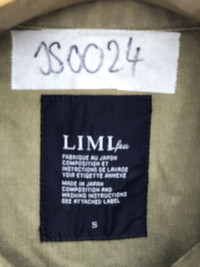 JS0024
LIMI feu
FABRIQUE AU JAPON
COMPOSITION ET
INSTRUCTIONS DE LAVAGE
VOIR ETIQUETTE ANNEXE
MADE IN JAPAN
COMPOSITION AND
WASHING INSTRUCTIONS
SEE ATTACHED LABEL
S